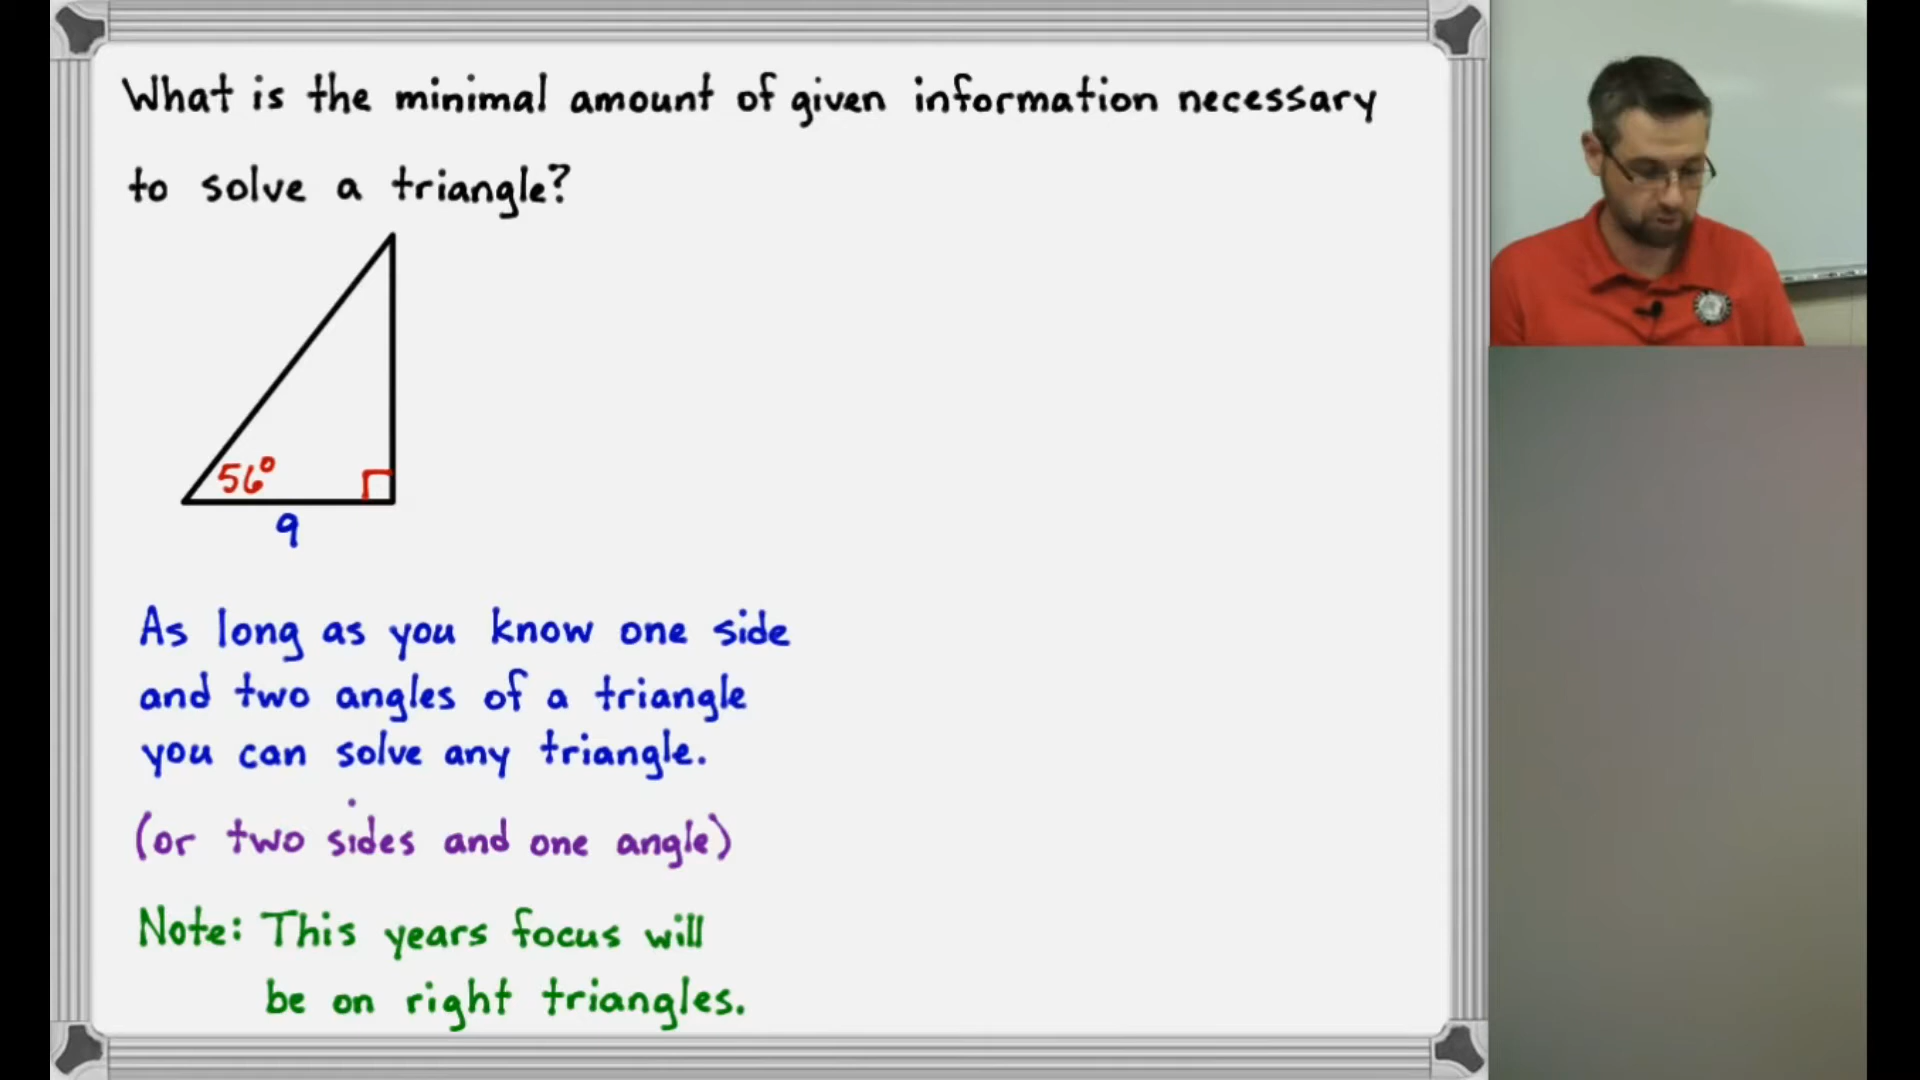 What is the minimal amount of given information necessary
to solve a triangle?
56°
9
As long as you know one side
and two angles of a triangle
you can solve any triangle.
(or two sides and one angle)
Note: This years focus will
be on right triangles.